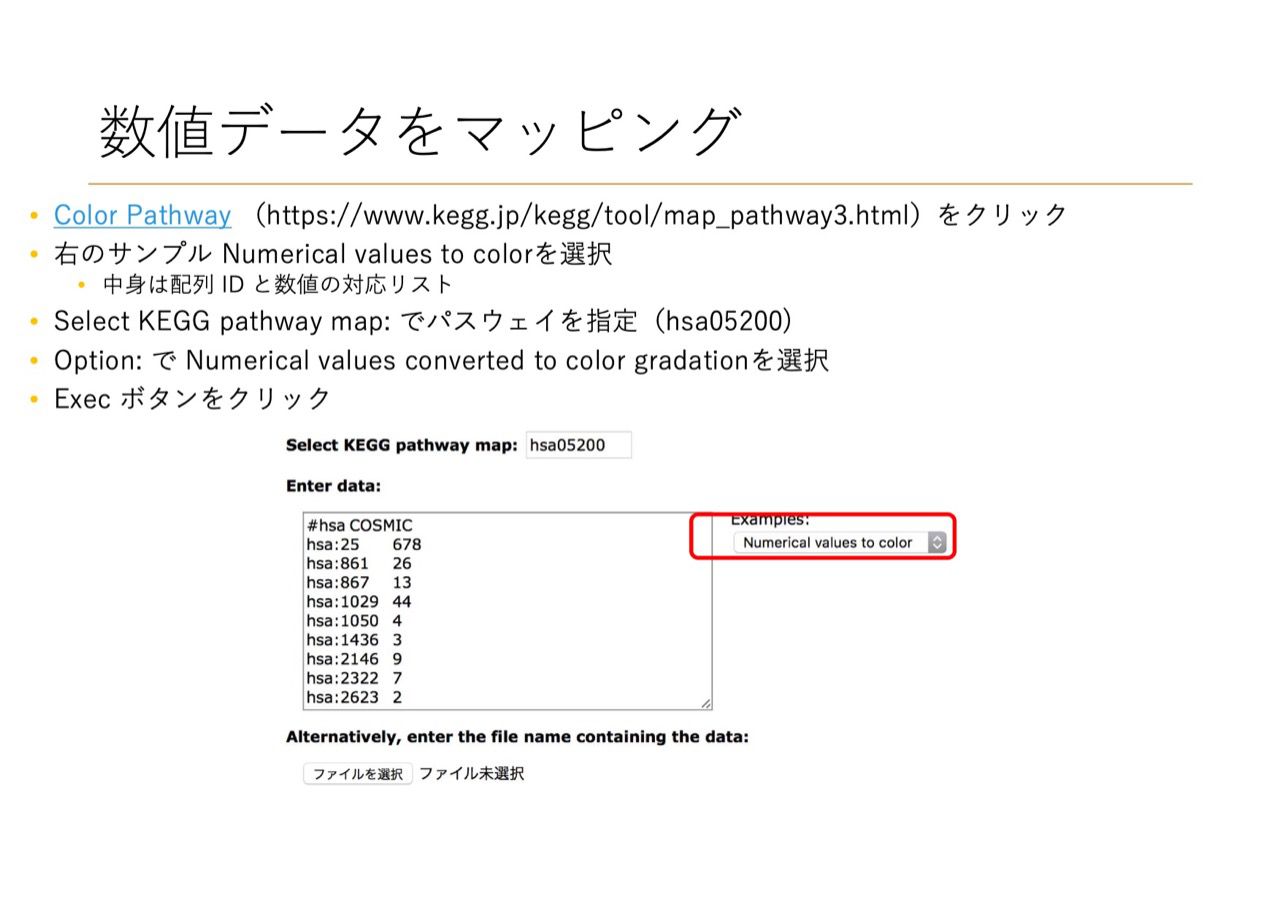 数値データをマッピング
• Color Pathway （https://www.kegg.jp/kegg/tool/map_pathway3.html）をクリック
• 右のサンプル Numerical values to colorを選択
• 中身は配列 ID と数値の対応リスト
• Select KEGG pathway map: でパスウェイを指定（hsa05200）
• Option: で Numerical values converted to color gradationを選択
• Exec ボタンをクリック
Select KEGG pathway map: hsa05200
Enter data:
Examples:
Numerical values to color
#hsa COSMIC
hsa:25 678
hsa:861 26
hsa:867 13
hsa:1029 44
hsa:1050 4
hsa:1436 3
hsa:2146 9
hsa:2322 7
hsa:2623 2
Alternatively, enter the file name containing the data:
ファイルを選択 ファイル未選択